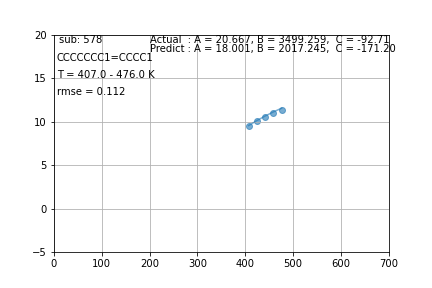 sub: 578
Actual : A = 20.667, B = 3499.259, C = -92.71
Predict : A = 18.001, B = 2017.245, C = -171.20
CCCCCCC1=CCCC1
T = 407.0 - 476.0 K
rmse = 0.112
20
15
10
5
0
−5
0 100 200 300 400 500 600 700